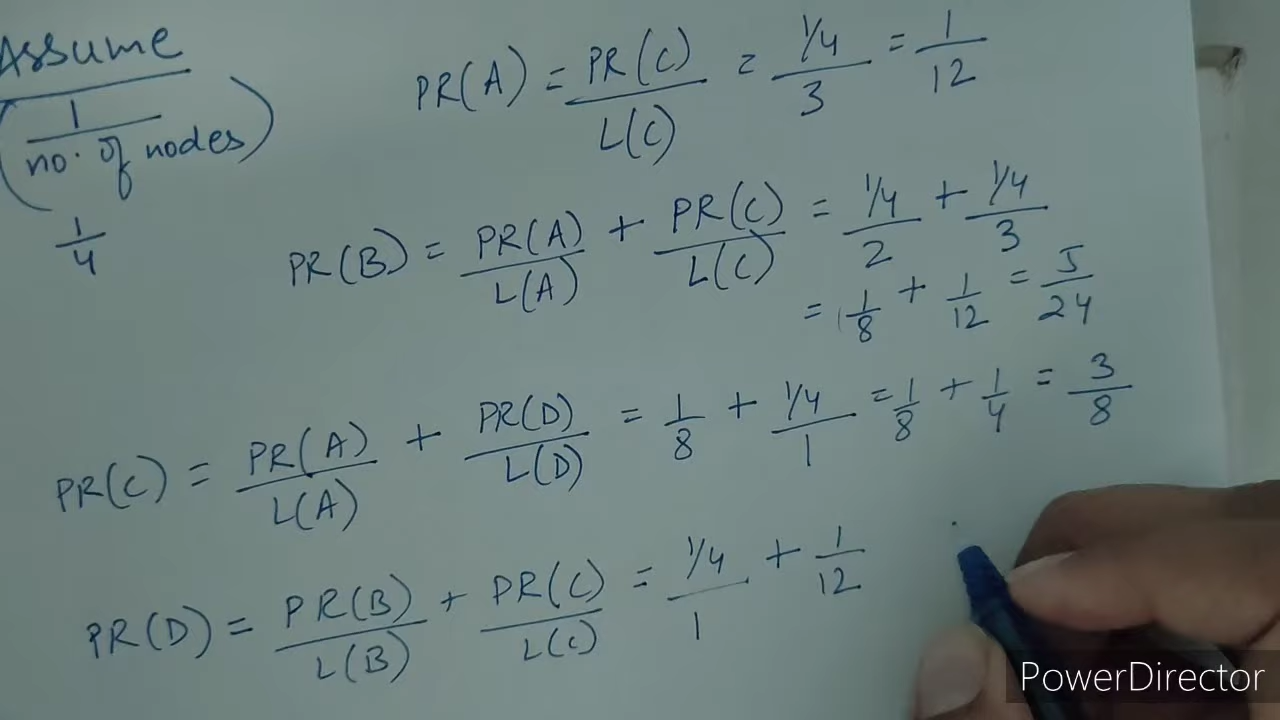 Assume
(1/no. of nodes)
1/4
PR(A) = PR(C)/L(C) = 1/4/3 = 1/12
PR(B) = PR(A)/L(A) + PR(C)/L(C) = 1/4/2 + 1/4/3
= 1/8 + 1/12 = 5/24
PR(C) = PR(A)/L(A) + PR(D)/L(D) = 1/8 + 1/4/1 = 1/8 + 1/4 = 3/8
PR(D) = PR(B)/L(B) + PR(C)/L(C) = 1/4/1 + 1/12
PowerDirector